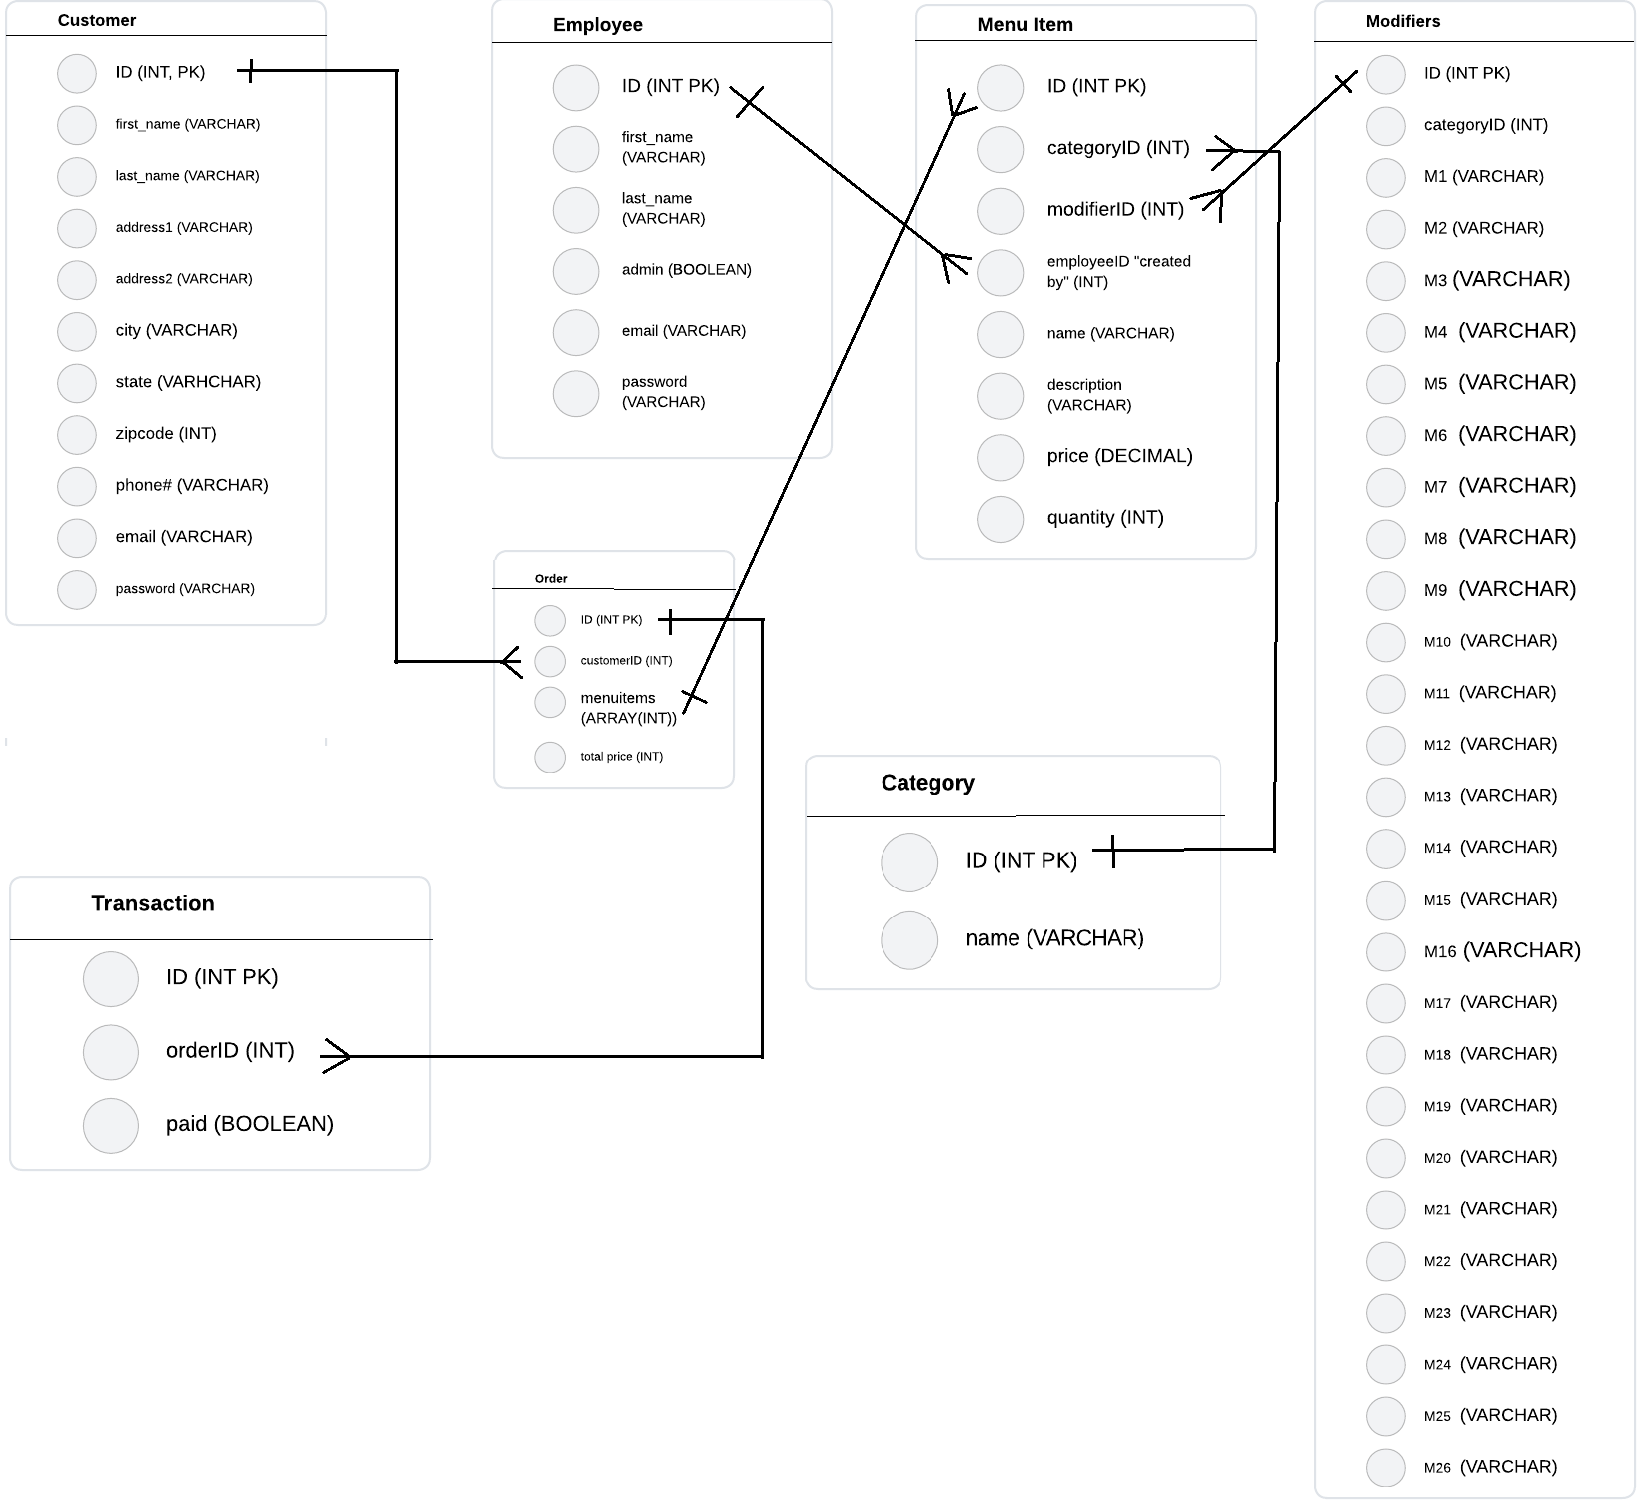 Customer
ID (INT, PK)
first_name (VARCHAR)
last_name (VARCHAR)
address1 (VARCHAR)
address2 (VARCHAR)
city (VARCHAR)
state (VARHCHAR)
zipcode (INT)
phone# (VARCHAR)
email (VARCHAR)
password (VARCHAR)
Employee
ID (INT PK)
first_name
(VARCHAR)
last_name
(VARCHAR)
admin (BOOLEAN)
email (VARCHAR)
password
(VARCHAR)
Menu Item
ID (INT PK)
categoryID (INT)
modifierID (INT)
employeeID "created
by" (INT)
name (VARCHAR)
description
(VARCHAR)
price (DECIMAL)
quantity (INT)
Modifiers
ID (INT PK)
categoryID (INT)
M1 (VARCHAR)
M2 (VARCHAR)
M3 (VARCHAR)
M4 (VARCHAR)
M5 (VARCHAR)
M6 (VARCHAR)
M7 (VARCHAR)
M8 (VARCHAR)
M9 (VARCHAR)
M10 (VARCHAR)
M11 (VARCHAR)
M12 (VARCHAR)
M13 (VARCHAR)
M14 (VARCHAR)
M15 (VARCHAR)
M16 (VARCHAR)
M17 (VARCHAR)
M18 (VARCHAR)
M19 (VARCHAR)
M20 (VARCHAR)
M21 (VARCHAR)
M22 (VARCHAR)
M23 (VARCHAR)
M24 (VARCHAR)
M25 (VARCHAR)
M26 (VARCHAR)
Order
ID (INT PK)
customerID (INT)
menuitems
(ARRAY(INT))
total price (INT)
Category
ID (INT PK)
name (VARCHAR)
Transaction
ID (INT PK)
orderID (INT)
paid (BOOLEAN)